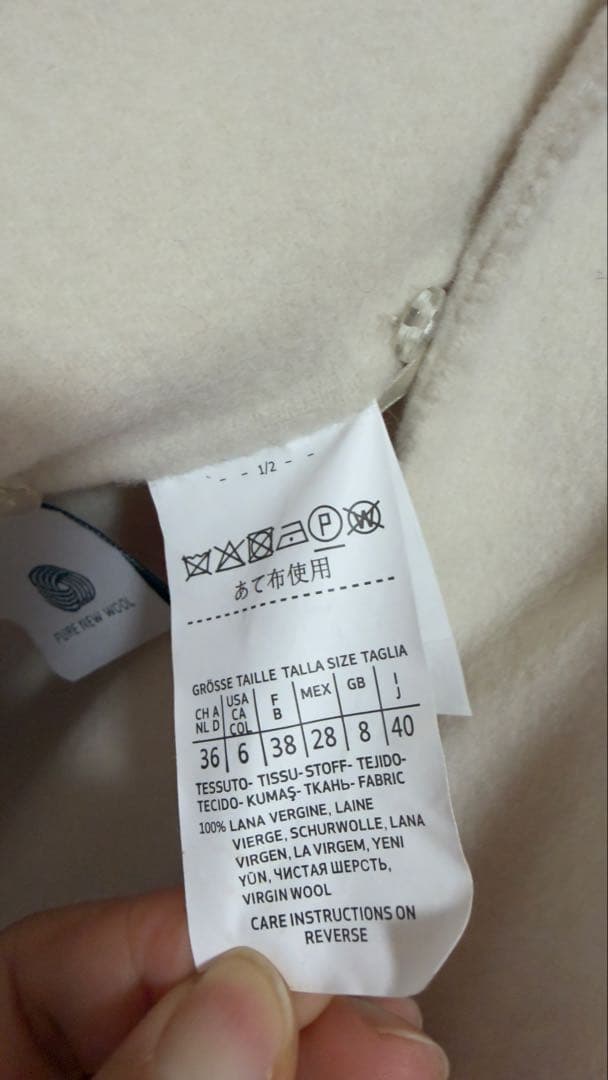 - - 1/2 - -
P W
あて布使用
PURE NEW WOOL
GRÖSSE TAILLE TALLA SIZE TAGLIA
CH A NL D USA CA COL F B MEX GB I J
36 6 38 28 8 40
TESSUTO- TISSU- STOFF- TEJIDO-
TECIDO- KUMAŞ- ТКАНЬ- FABRIC
100% LANA VERGINE, LAINE
VIERGE, SCHURWOLLE, LANA
VIRGEN, LA VIRGEM, YENI
YÜN, ЧИСТАЯ ШЕРСТЬ,
VIRGIN WOOL
CARE INSTRUCTIONS ON
REVERSE